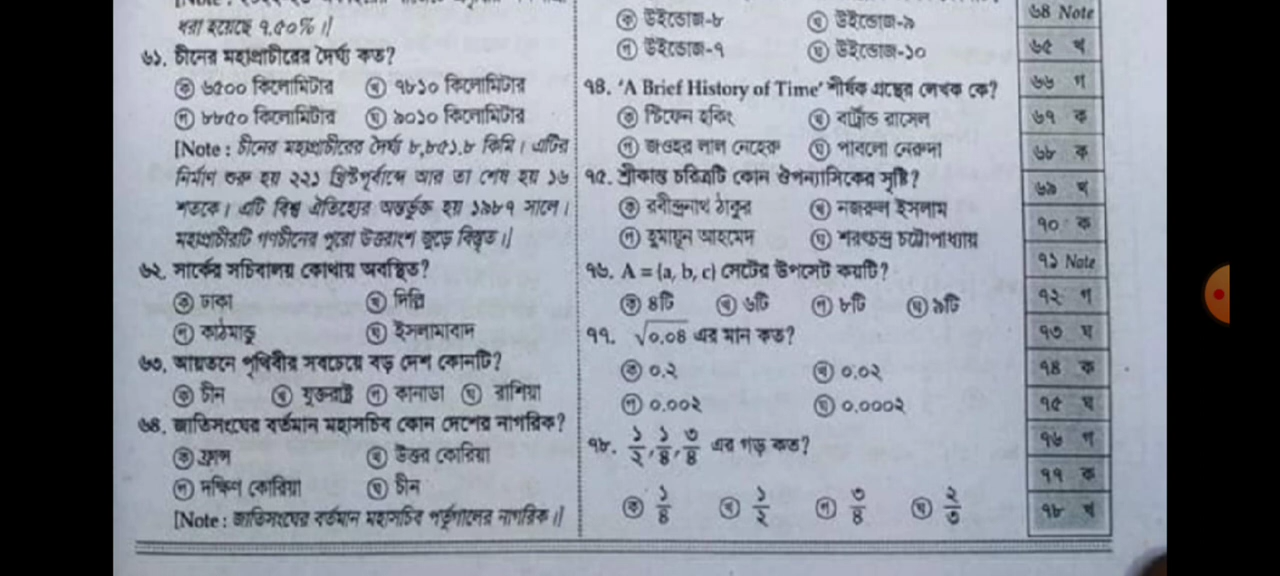 ধরা হয়েছে ৭.৫০%।]
৬১. চীনের মহাপ্রাচীরের দৈর্ঘ্য কত?
ক ৬৫০০ কিলোমিটার খ ৭৮১০ কিলোমিটার
গ ৮৮৫০ কিলোমিটার ঘ ৯০১০ কিলোমিটার
[Note : চীনের মহাপ্রাচীরের দৈর্ঘ্য ৮,৮৫১.৮ কিমি। এটির
নির্মাণ শুরু হয় ২২১ খ্রিস্টপূর্বাব্দে আর তা শেষ হয় ১৬
শতকে। এটি বিশ্ব ঐতিহ্যের অন্তর্ভুক্ত হয় ১৯৮৭ সালে।
মহাপ্রাচীরটি গণচীনের পুরো উত্তরাংশ জুড়ে বিস্তৃত।]
৬২. সার্কের সচিবালয় কোথায় অবস্থিত?
ক ঢাকা খ দিল্লি
গ কাঠমান্ডু ঘ ইসলামাবাদ
৬৩. আয়তনে পৃথিবীর সবচেয়ে বড় দেশ কোনটি?
ক চীন খ যুক্তরাষ্ট্র গ কানাডা ঘ রাশিয়া
৬৪. জাতিসংঘের বর্তমান মহাসচিব কোন দেশের নাগরিক?
ক ফ্রান্স খ উত্তর কোরিয়া
গ দক্ষিণ কোরিয়া ঘ চীন
[Note : জাতিসংঘের বর্তমান মহাসচিব পর্তুগালের নাগরিক।]
ক উইন্ডোজ-৮ খ উইন্ডোজ-৯
গ উইন্ডোজ-৭ ঘ উইন্ডোজ-১০
৭৪. 'A Brief History of Time' শীর্ষক গ্রন্থের লেখক কে?
ক স্টিফেন হকিং খ বার্ট্রান্ড রাসেল
গ জওহর লাল নেহেরু ঘ পাবলো নেরুদা
৭৫. শ্রীকান্ত চরিত্রটি কোন ঔপন্যাসিকের সৃষ্টি?
ক রবীন্দ্রনাথ ঠাকুর খ নজরুল ইসলাম
গ হুমায়ূন আহমেদ ঘ শরৎচন্দ্র চট্টোপাধ্যায়
৭৬. A = {a, b, c} সেটের উপসেট কয়টি?
ক ৪টি খ ৬টি গ ৮টি ঘ ৯টি
৭৭. √০.০৪ এর মান কত?
ক ০.২ খ ০.০২
গ ০.০০২ ঘ ০.০০০২
৭৮. ১/২, ১/৪, ৩/৪ এর গড় কত?
ক ১/৪ খ ১/২ গ ৩/৪ ঘ ২/৩
৬৪ Note
৬৫ খ
৬৬ গ
৬৭ ক
৬৮ ক
৬৯ খ
৭০ ক
৭১ Note
৭২ গ
৭৩ ঘ
৭৪ ক
৭৫ ঘ
৭৬ গ
৭৭ ক
৭৮ খ